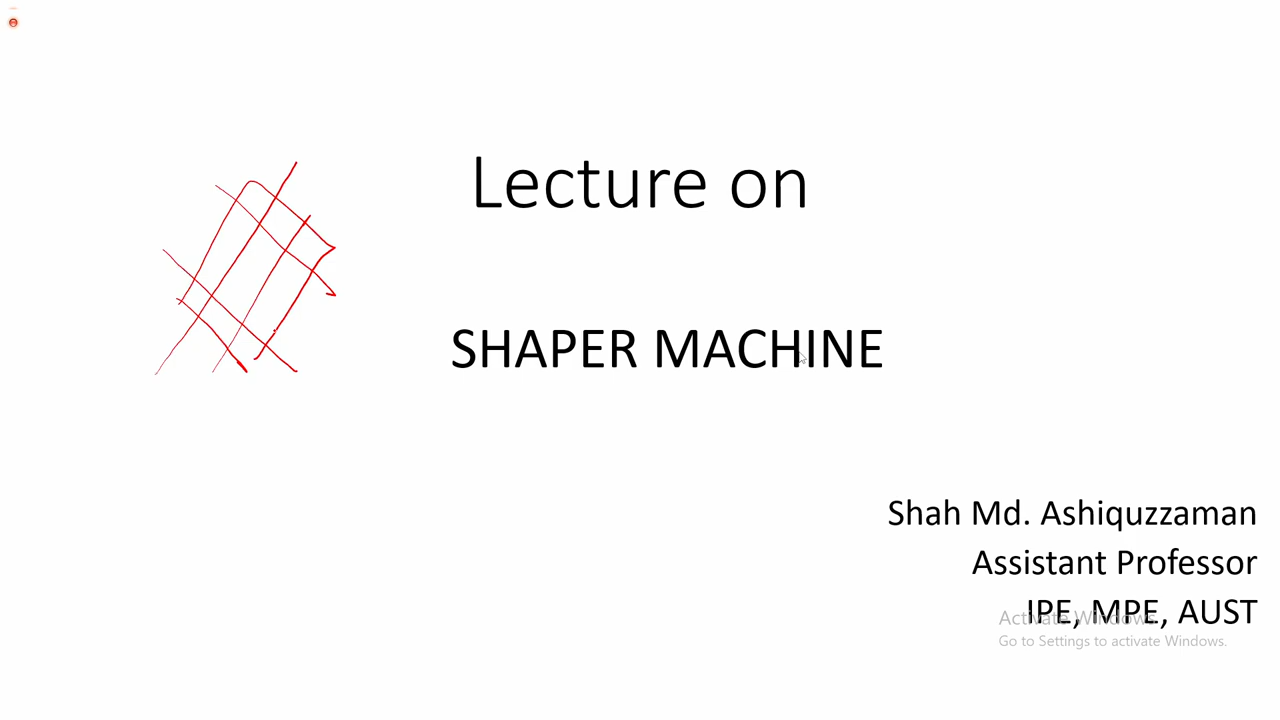 Lecture on
SHAPER MACHINE
Shah Md. Ashiquzzaman
Assistant Professor
IPE, MPE, AUST
Activate Windows
Go to Settings to activate Windows.